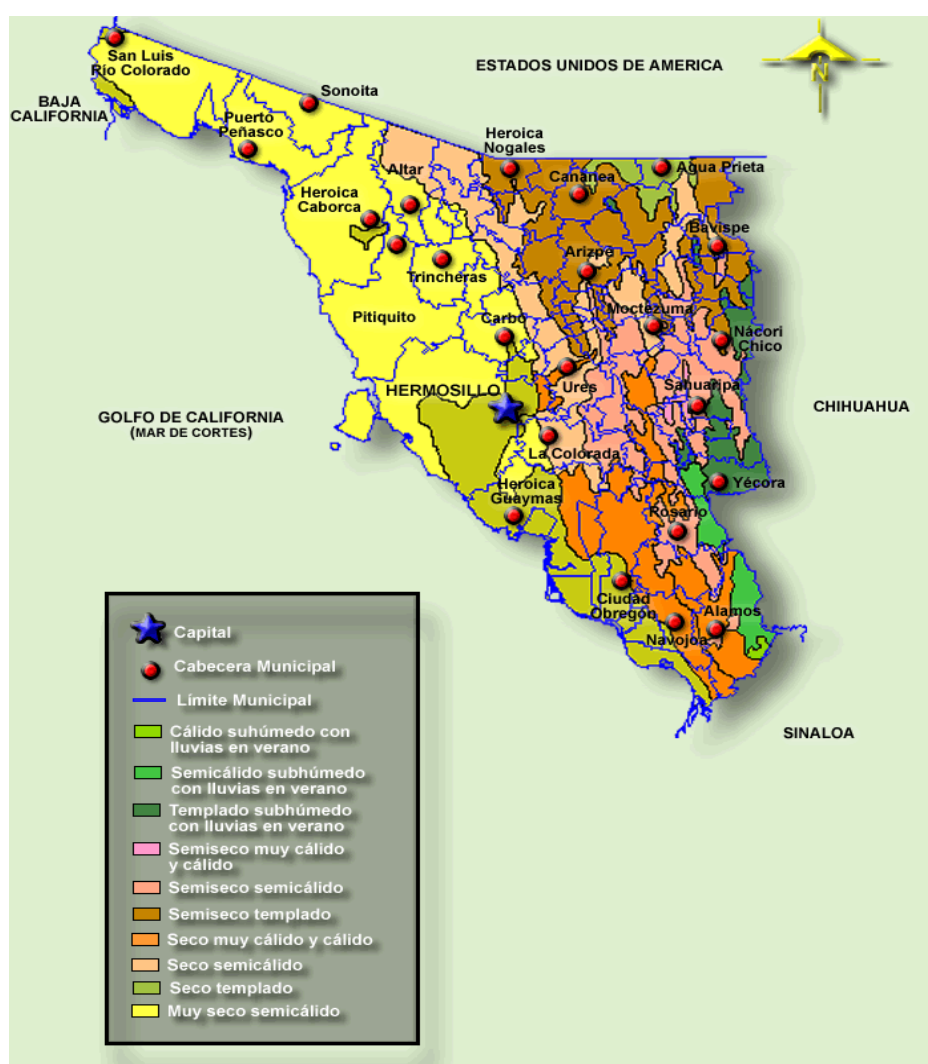 San Luis
Río Colorado
ESTADOS UNIDOS DE AMERICA
N
BAJA
CALIFORNIA
Sonoita
Puerto
Peñasco
Heroica
Nogales
Agua Prieta
Cananea
Altar
Heroica
Caborca
Bavispe
Arizpe
Trincheras
Moctezuma
Pitiquito
Carbó
Nácori
Chico
HERMOSILLO
Ures
Sahuaripa
GOLFO DE CALIFORNIA
(MAR DE CORTES)
CHIHUAHUA
La Colorada
Heroica
Guaymas
Yécora
Rosario
Ciudad
Obregón
Alamos
Navojoa
SINALOA
Capital
Cabecera Municipal
Límite Municipal
Cálido suhúmedo con
lluvias en verano
Semicálido subhúmedo
con lluvias en verano
Templado subhúmedo
con lluvias en verano
Semiseco muy cálido
y cálido
Semiseco semicálido
Semiseco templado
Seco muy cálido y cálido
Seco semicálido
Seco templado
Muy seco semicálido